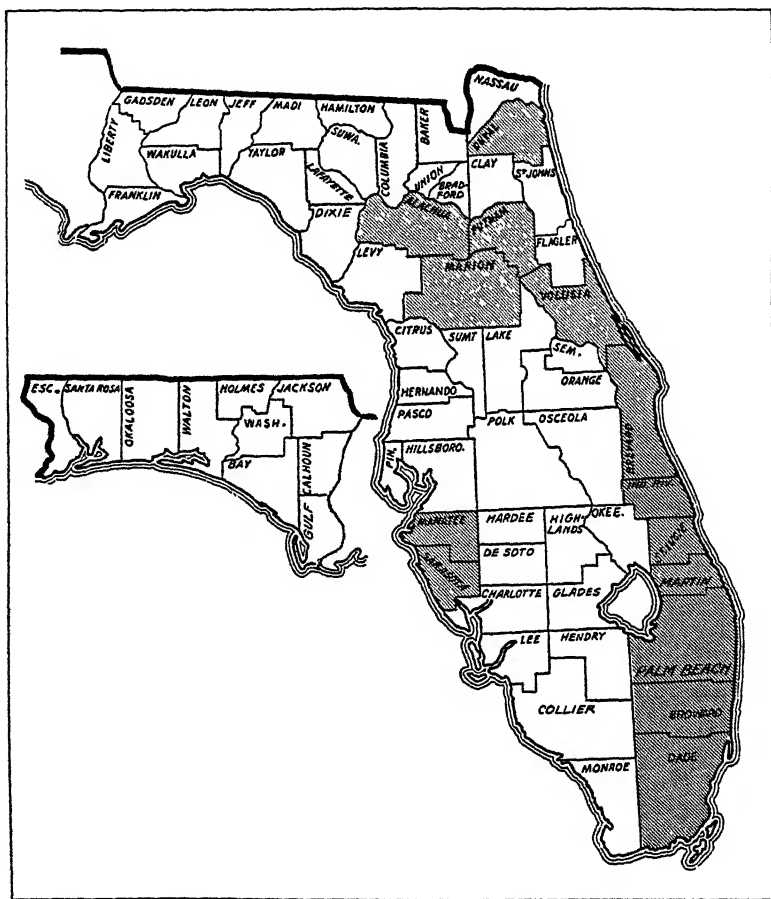 NASSAU
GADSDEN
LEON
JEFF
MADI
HAMILTON
BAKER
DUVAL
LIBERTY
SUWA.
COLUMBIA
WAKULLA
TAYLOR
LAFAYETTE
UNION
BRAD-
FORD
CLAY
ST JOHNS
FRANKLIN
DIXIE
ALACHUA
PUTNAM
FLAGLER
LEVY
MARION
VOLUSIA
CITRUS
SUMT
LAKE
SEM.
ORANGE
HERNANDO
PASCO
POLK
OSCEOLA
ESC.
SANTA ROSA
OKALOOSA
WALTON
HOLMES
JACKSON
WASH.
BAY
CALHOUN
GULF
PIN.
HILLSBORO.
BREVARD
IND. RIV.
MANATEE
HARDEE
HIGH-
LANDS
OKEE.
ST. LUCIE
SARASOTA
DE SOTO
MARTIN
CHARLOTTE
GLADES
LEE
HENDRY
PALM BEACH
COLLIER
BROWARD
DADE
MONROE